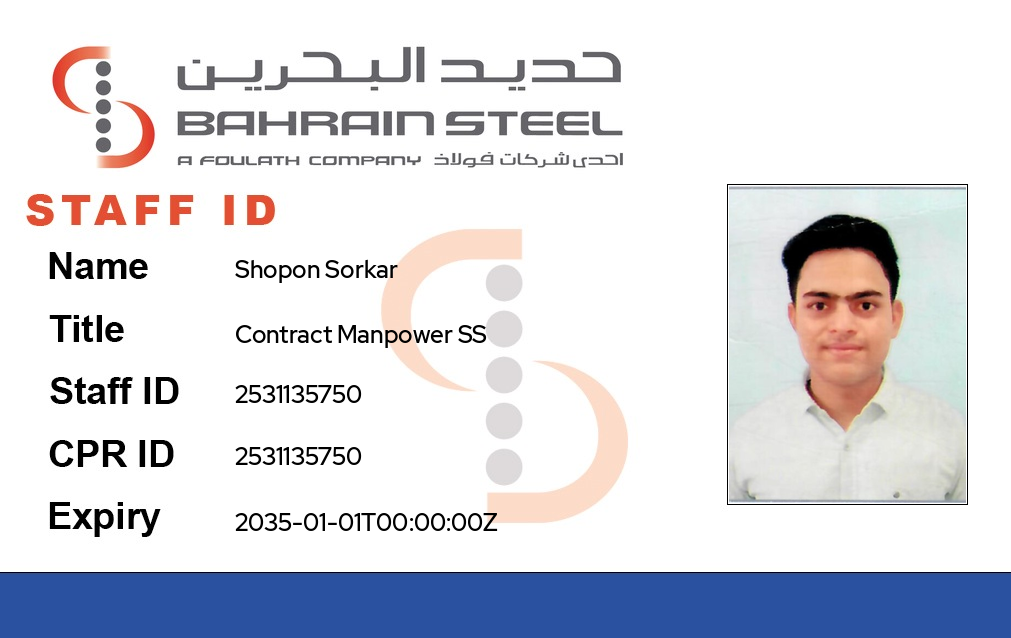 حديد البحرين
BAHRAIN STEEL
A FOULATH COMPANY احدى شركات فولاذ
STAFF ID
Name Shopon Sorkar
Title Contract Manpower SS
Staff ID 2531135750
CPR ID 2531135750
Expiry 2035-01-01T00:00:00Z